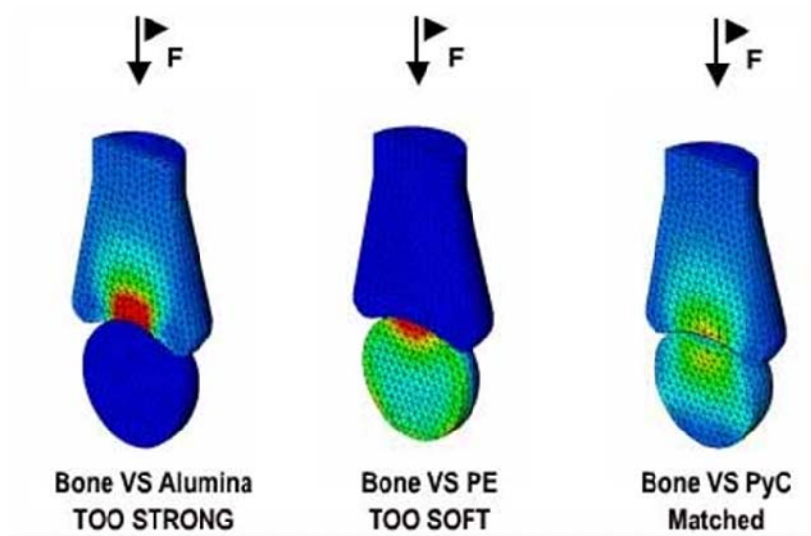 F
F
F
Bone VS Alumina
TOO STRONG
Bone VS PE
TOO SOFT
Bone VS PyC
Matched